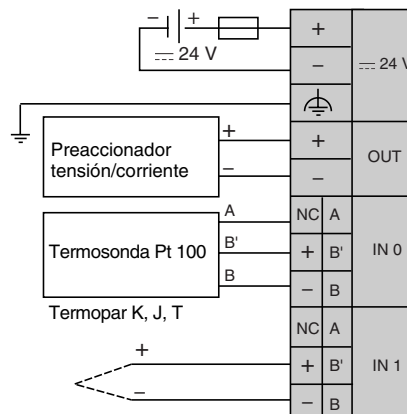 − + +
⎓ 24 V − ⎓ 24 V
Preaccionador
tensión/corriente
+ + OUT
− −
Termosonda Pt 100
A NC A
B' + B' IN 0
B − B
Termopar K, J, T
NC A
+ + B' IN 1
− − B